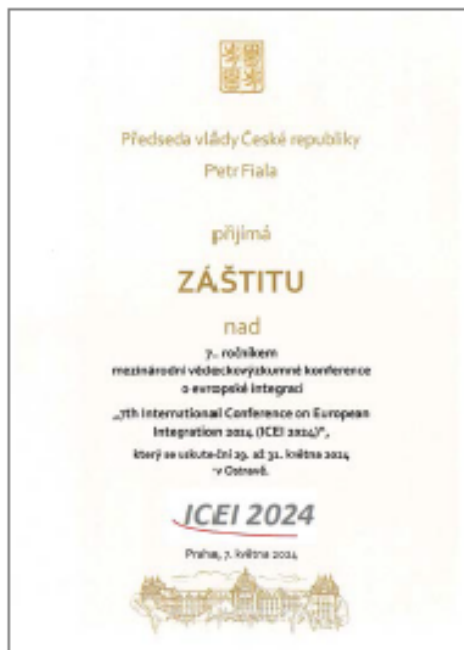 Předseda vlády České republiky
Petr Fiala
přijímá
ZÁŠTITU
nad
7. ročníkem
mezinárodní vědeckovýzkumné konference
o evropské integraci
„7th International Conference on European
Integration 2024 (ICEI 2024)“,
který se uskuteční 29. až 31. května 2024
v Ostravě.
ICEI 2024
Praha, 7. května 2024